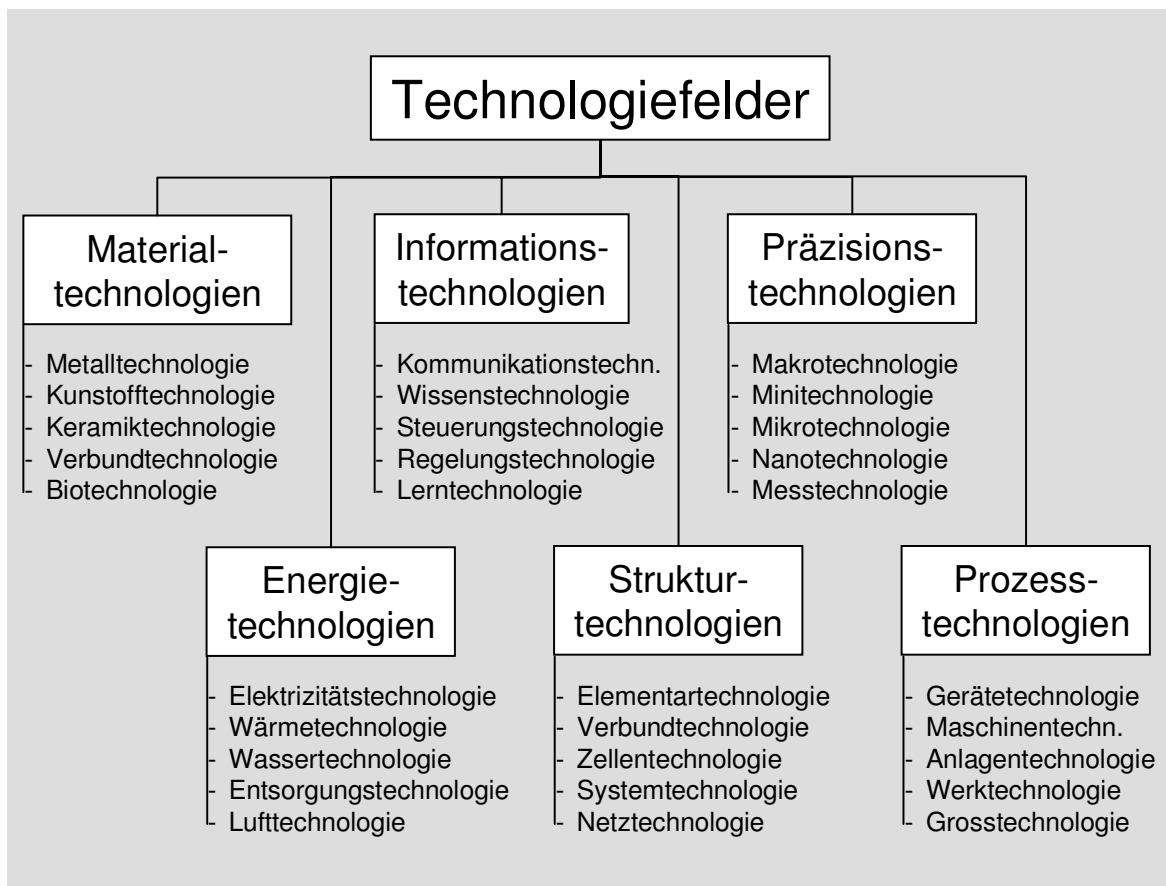 Technologiefelder
Material-
technologien
- Metalltechnologie
- Kunstofftechnologie
- Keramiktechnologie
- Verbundtechnologie
- Biotechnologie
Informations-
technologien
- Kommunikationstechn.
- Wissenstechnologie
- Steuerungstechnologie
- Regelungstechnologie
- Lerntechnologie
Präzisions-
technologien
- Makrotechnologie
- Minitechnologie
- Mikrotechnologie
- Nanotechnologie
- Messtechnologie
Energie-
technologien
- Elektrizitätstechnologie
- Wärmetechnologie
- Wassertechnologie
- Entsorgungstechnologie
- Lufttechnologie
Struktur-
technologien
- Elementartechnologie
- Verbundtechnologie
- Zellentechnologie
- Systemtechnologie
- Netztechnologie
Prozess-
technologien
- Gerätetechnologie
- Maschinentechn.
- Anlagentechnologie
- Werktechnologie
- Grosstechnologie